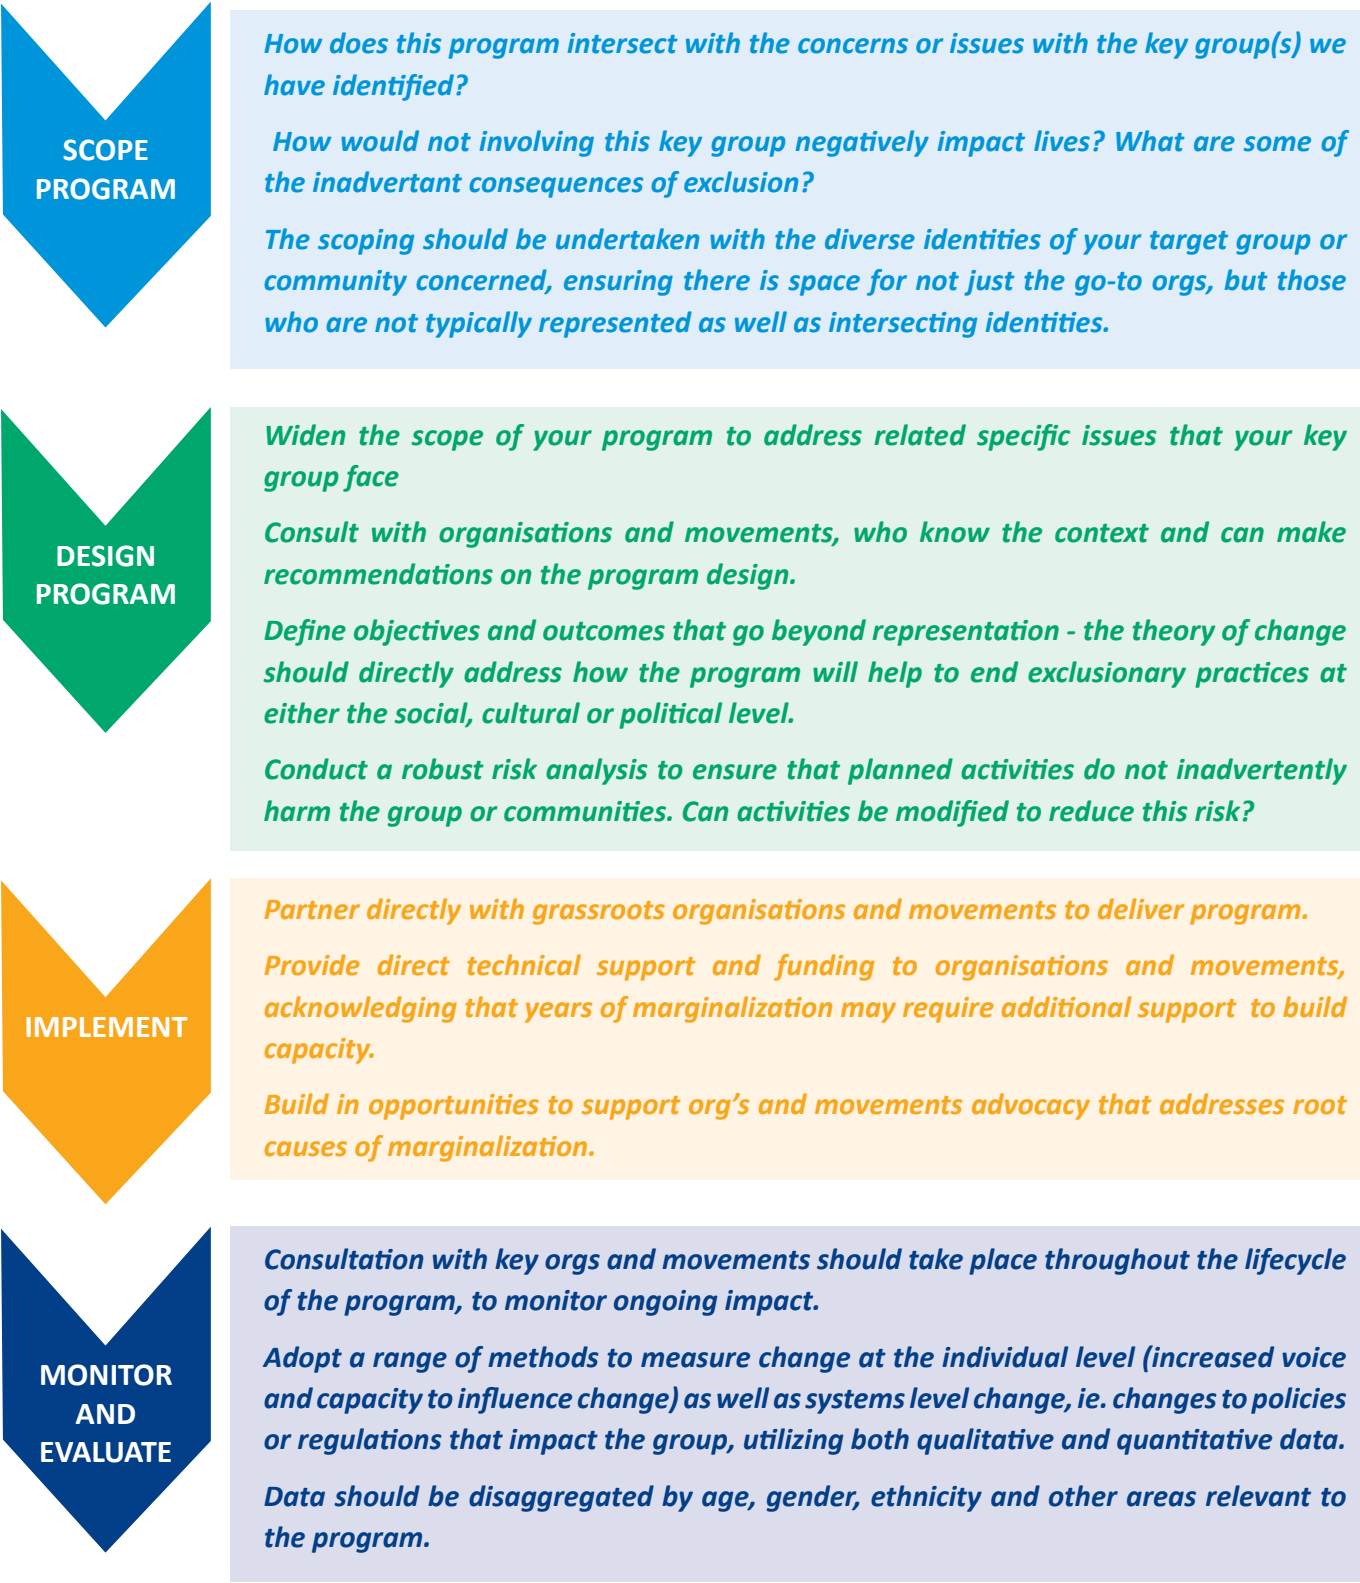 SCOPE
PROGRAM
How does this program intersect with the concerns or issues with the key group(s) we
have identified?
How would not involving this key group negatively impact lives? What are some of
the inadvertant consequences of exclusion?
The scoping should be undertaken with the diverse identities of your target group or
community concerned, ensuring there is space for not just the go-to orgs, but those
who are not typically represented as well as intersecting identities.
DESIGN
PROGRAM
Widen the scope of your program to address related specific issues that your key
group face
Consult with organisations and movements, who know the context and can make
recommendations on the program design.
Define objectives and outcomes that go beyond representation - the theory of change
should directly address how the program will help to end exclusionary practices at
either the social, cultural or political level.
Conduct a robust risk analysis to ensure that planned activities do not inadvertently
harm the group or communities. Can activities be modified to reduce this risk?
IMPLEMENT
Partner directly with grassroots organisations and movements to deliver program.
Provide direct technical support and funding to organisations and movements,
acknowledging that years of marginalization may require additional support to build
capacity.
Build in opportunities to support org’s and movements advocacy that addresses root
causes of marginalization.
MONITOR
AND
EVALUATE
Consultation with key orgs and movements should take place throughout the lifecycle
of the program, to monitor ongoing impact.
Adopt a range of methods to measure change at the individual level (increased voice
and capacity to influence change) as well as systems level change, ie. changes to policies
or regulations that impact the group, utilizing both qualitative and quantitative data.
Data should be disaggregated by age, gender, ethnicity and other areas relevant to
the program.